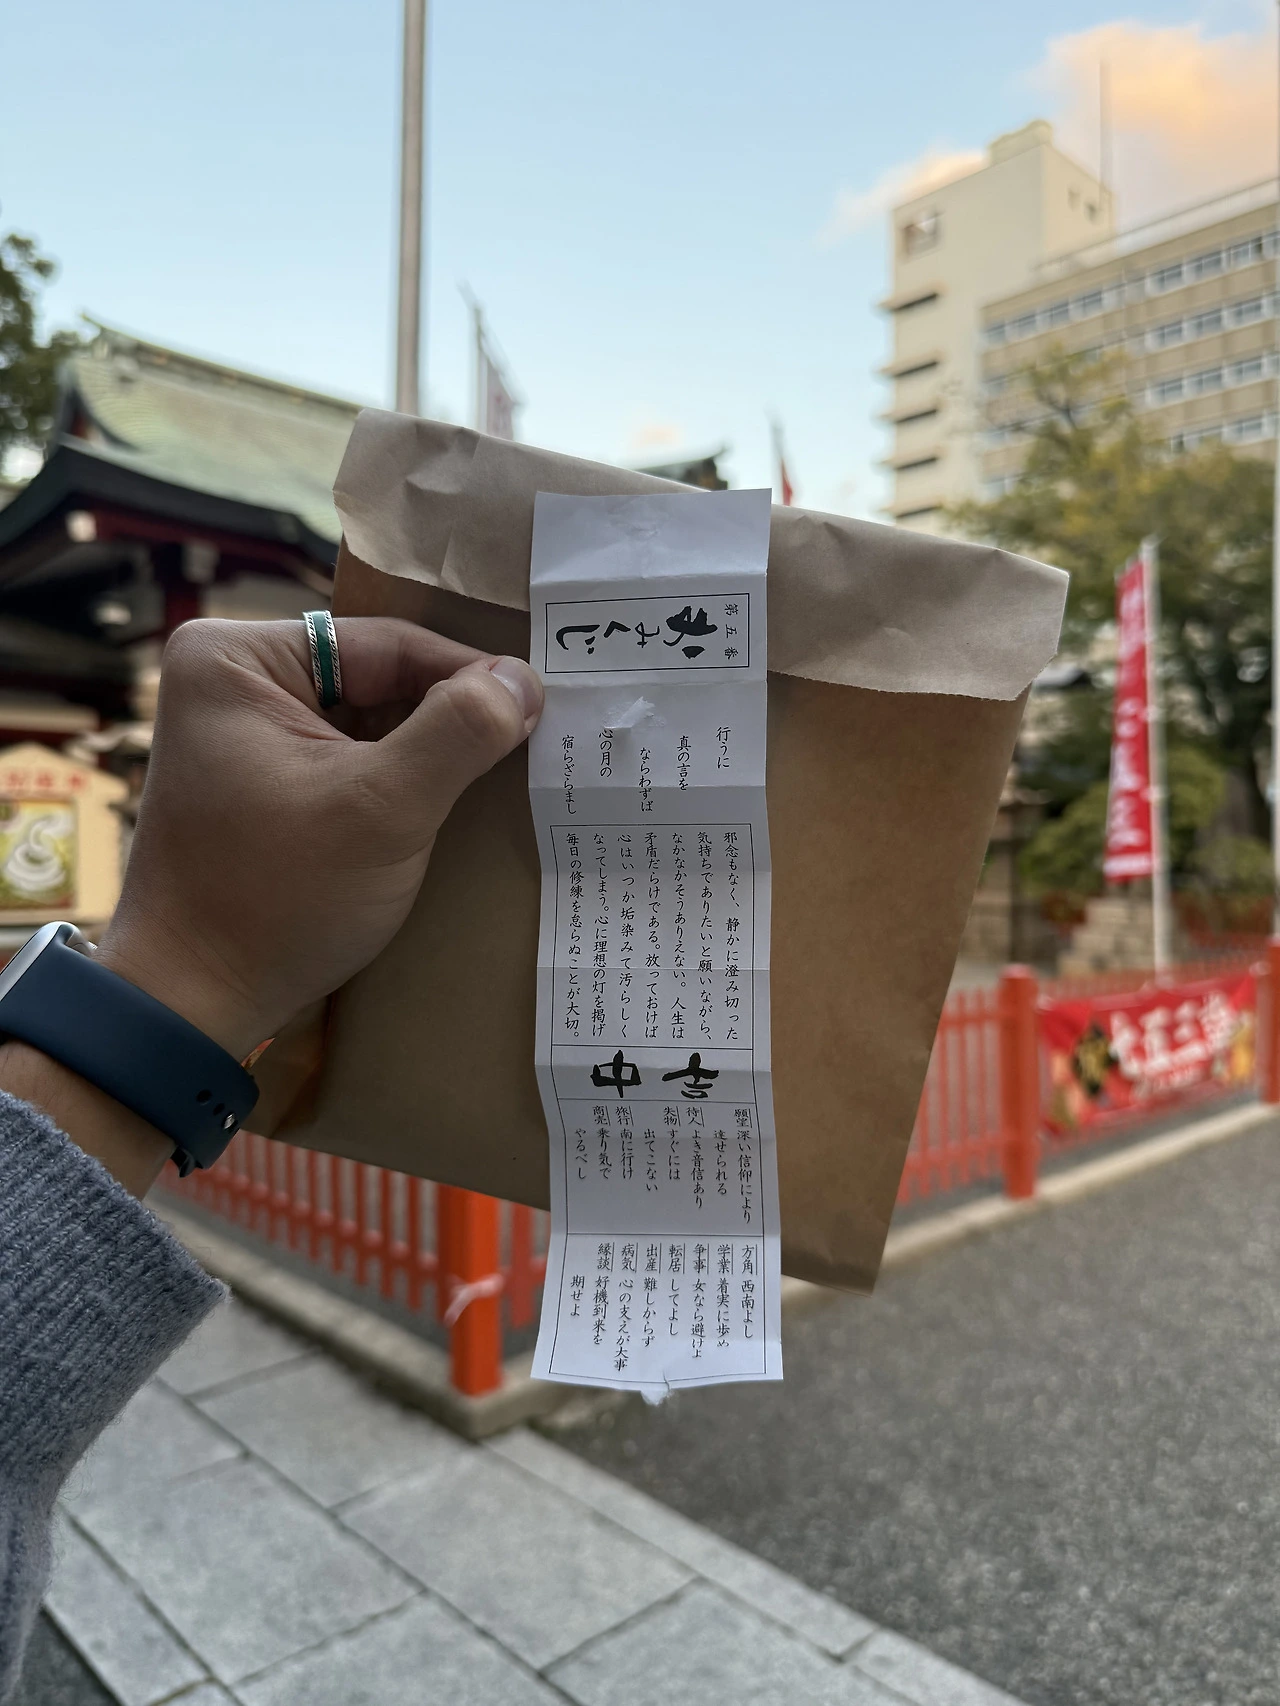 第五番
おみくじ
行うに
真の言を
ならわずば
心の月の
宿らざらまし
邪念もなく、静かに澄み切った
気持ちでありたいと願いながら、
なかなかそうありえない。人生は
矛盾だらけである。放っておけば
心はいつか垢染みて汚らしく
なってしまう。心に理想の灯を掲げ
毎日の修練を怠らぬことが大切。
中吉
願望 深い信仰により
達せられる
待人 よき音信あり
失物 すぐには
出てこない
旅行 南に行け
商売 乗り気で
やるべし
方角 西南よし
学業 着実に歩め
争事 女なら避けよ
転居 してよし
出産 難しからず
病気 心の支えが大事
縁談 好機到来を
期せよ